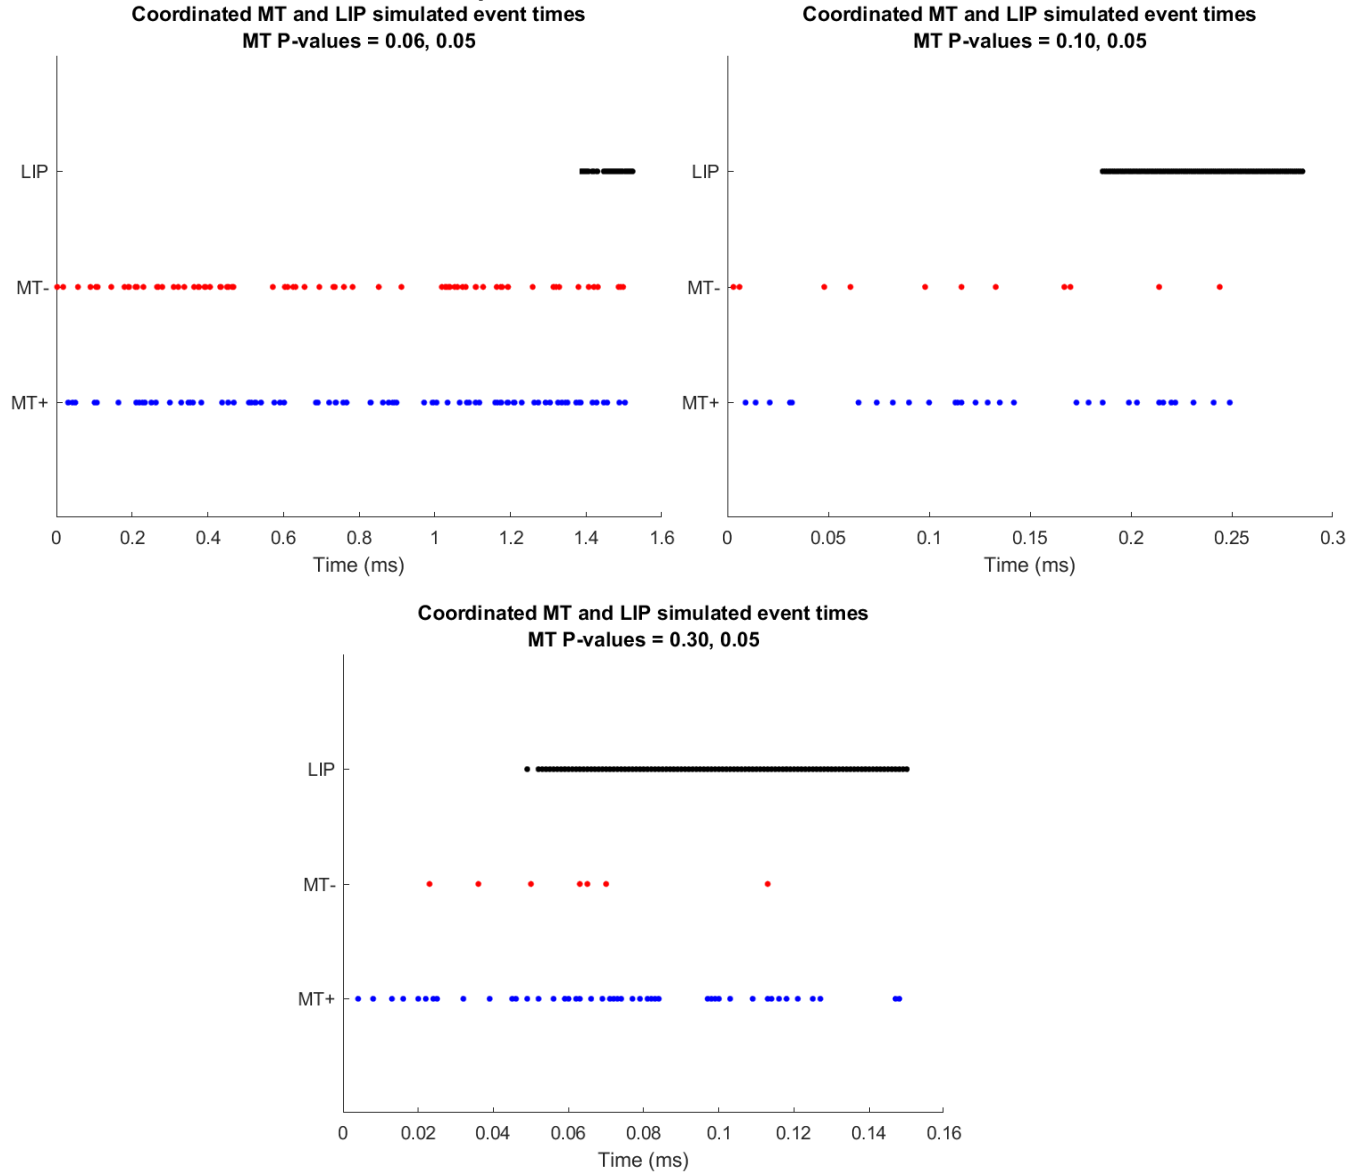 Coordinated MT and LIP simulated event times
MT P-values = 0.06, 0.05
LIP
MT-
MT+
0 0.2 0.4 0.6 0.8 1 1.2 1.4 1.6
Time (ms)
Coordinated MT and LIP simulated event times
MT P-values = 0.10, 0.05
LIP
MT-
MT+
0 0.05 0.1 0.15 0.2 0.25 0.3
Time (ms)
Coordinated MT and LIP simulated event times
MT P-values = 0.30, 0.05
LIP
MT-
MT+
0 0.02 0.04 0.06 0.08 0.1 0.12 0.14 0.16
Time (ms)